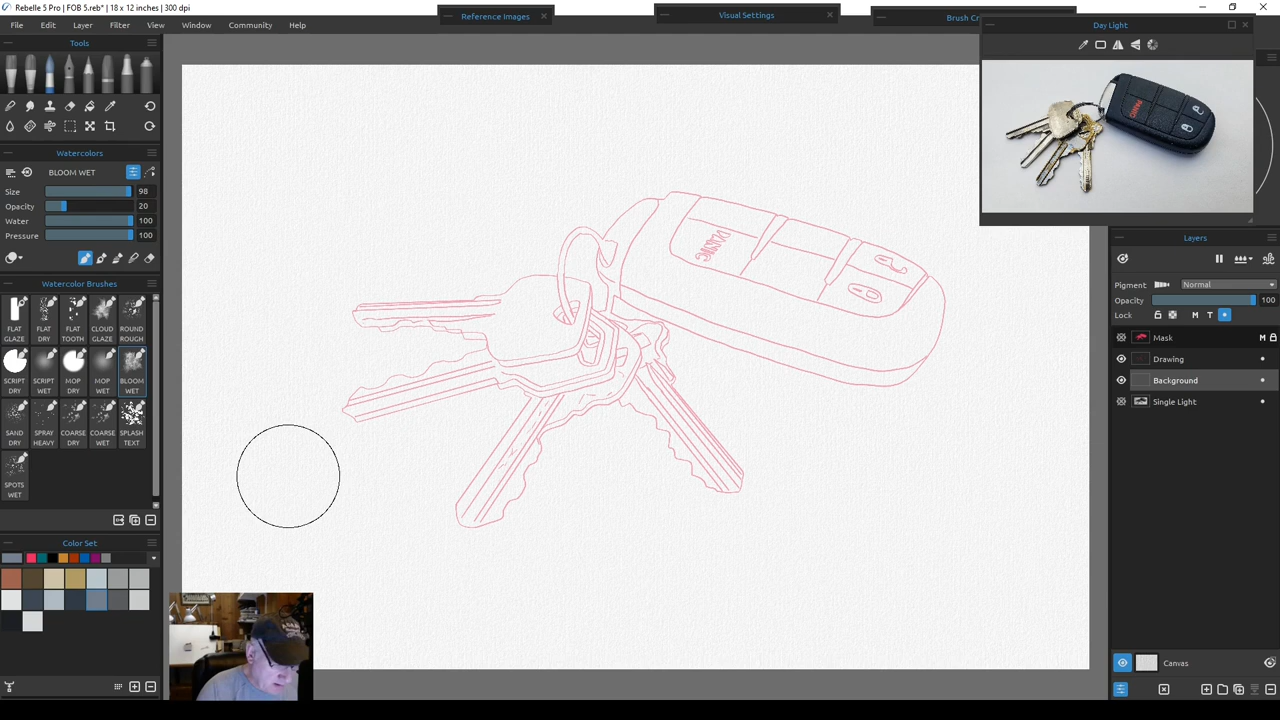 Rebelle 5 Pro | FOB 5.reb* | 18 x 12 inches | 300 dpi
File Edit Layer Filter View Window Community Help
Reference Images
Visual Settings
Brush Cr
Day Light
Tools
Watercolors
BLOOM WET
Size 98
Opacity 20
Water 100
Pressure 100
Watercolor Brushes
FLAT GLAZE
FLAT DRY
FLAT TOOTH
CLOUD GLAZE
ROUND ROUGH
SCRIPT DRY
SCRIPT WET
MOP DRY
MOP WET
BLOOM WET
SAND DRY
SPRAY HEAVY
COARSE DRY
COARSE WET
SPLASH TEXT
SPOTS WET
Color Set
PANIC
PANIC
Layers
Pigment Normal
Opacity 100
Lock M T
Mask M
Drawing
Background
Single Light
Canvas